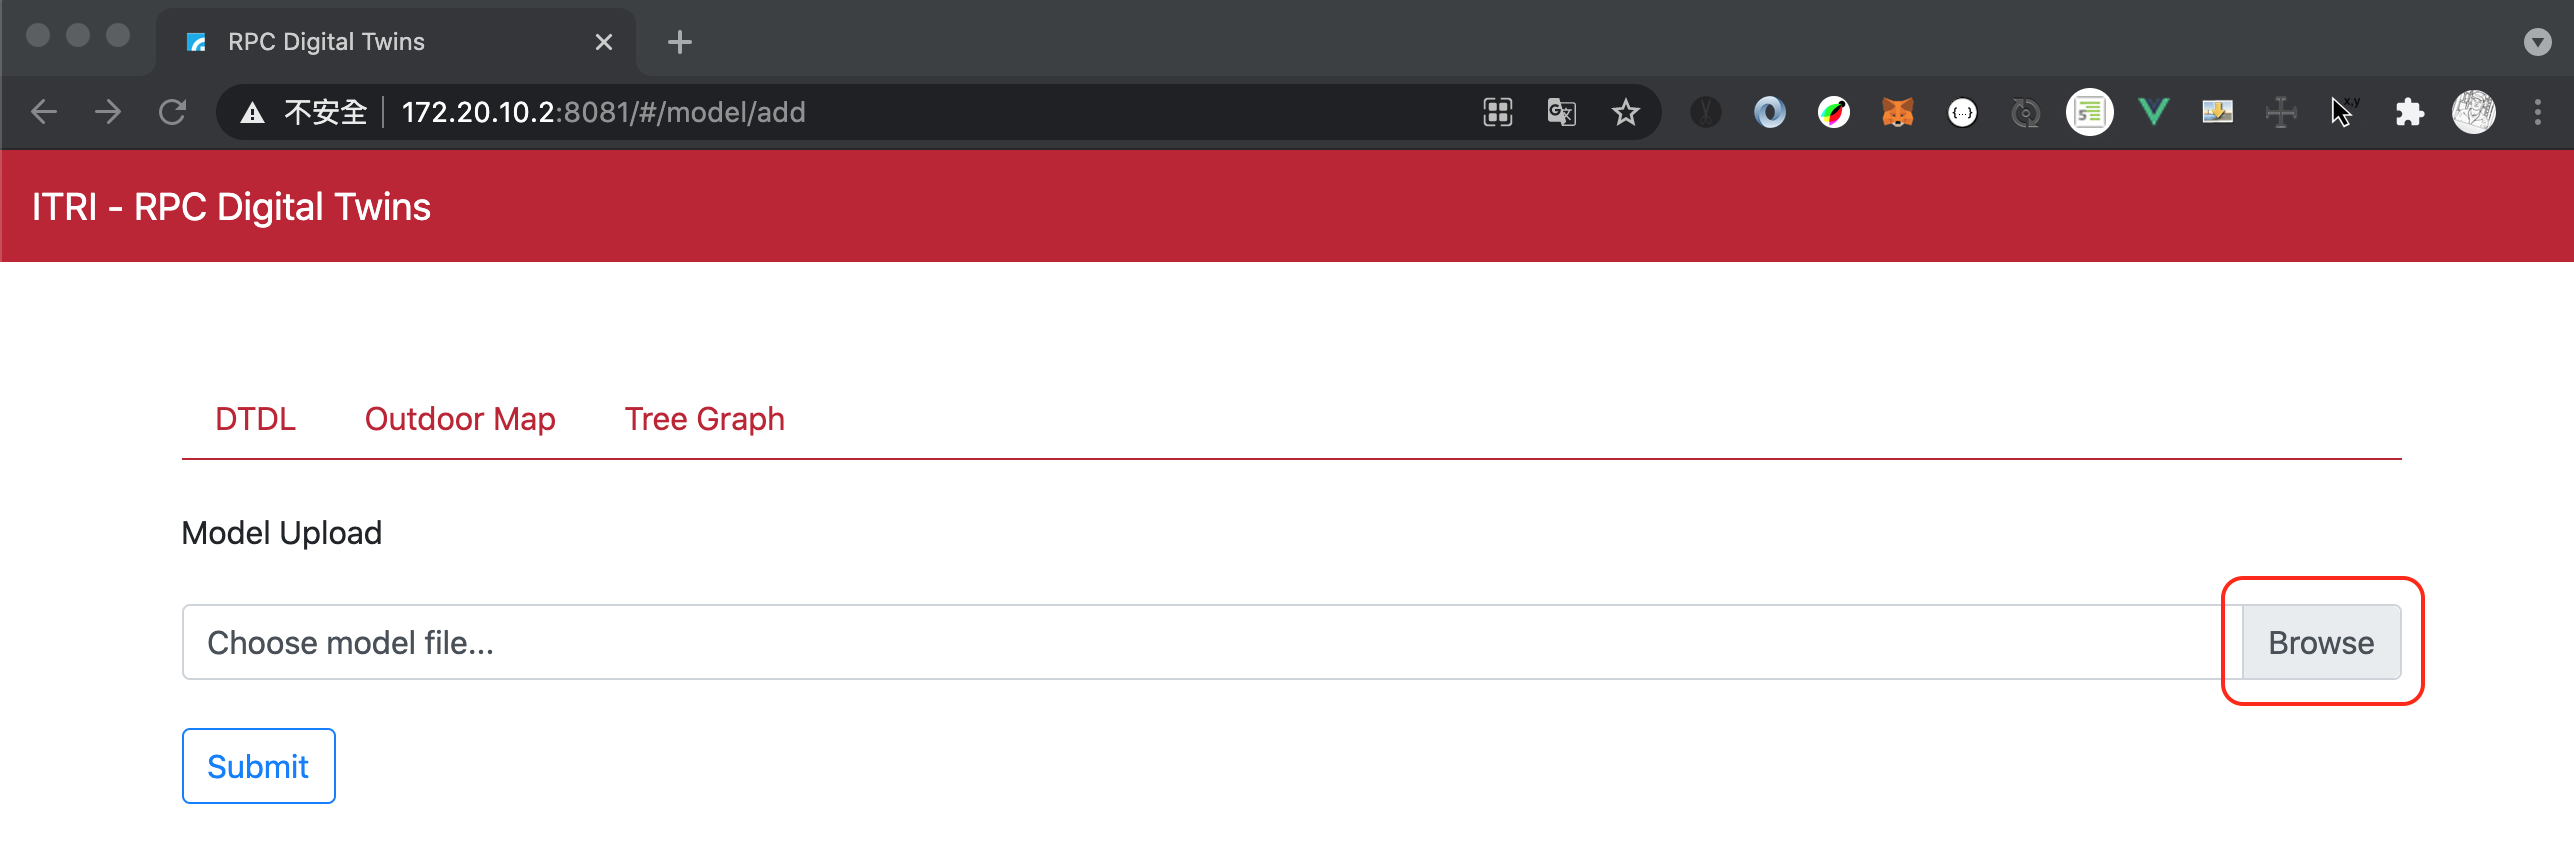 RPC Digital Twins
不安全 172.20.10.2:8081/#/model/add
ITRI - RPC Digital Twins
DTDL Outdoor Map Tree Graph
Model Upload
Choose model file... Browse
Submit